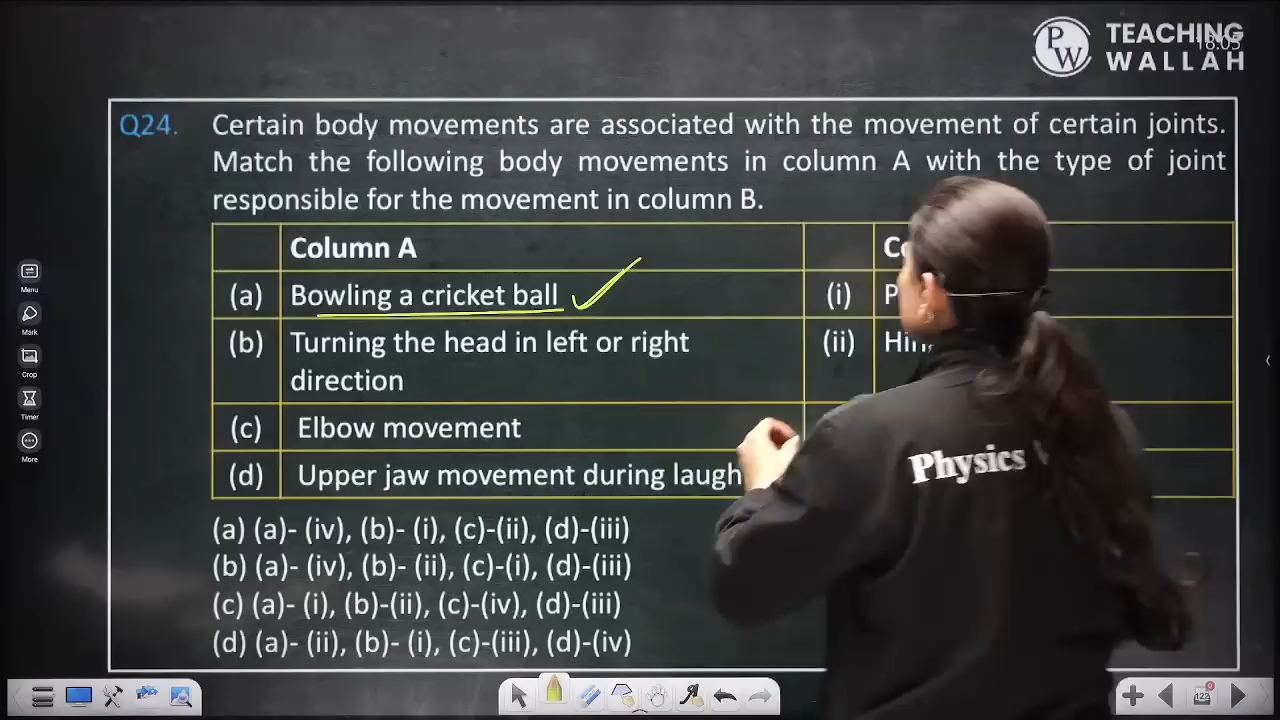 PW TEACHING
WALLAH
18:05
Q24. Certain body movements are associated with the movement of certain joints.
Match the following body movements in column A with the type of joint
responsible for the movement in column B.
Column A
(a) Bowling a cricket ball (i)
(b) Turning the head in left or right (ii)
direction
(c) Elbow movement
(d) Upper jaw movement during laugh
(a) (a)- (iv), (b)- (i), (c)-(ii), (d)-(iii)
(b) (a)- (iv), (b)- (ii), (c)-(i), (d)-(iii)
(c) (a)- (i), (b)-(ii), (c)-(iv), (d)-(iii)
(d) (a)- (ii), (b)- (i), (c)-(iii), (d)-(iv)
Physics
Menu
Mark
Crop
Timer
More